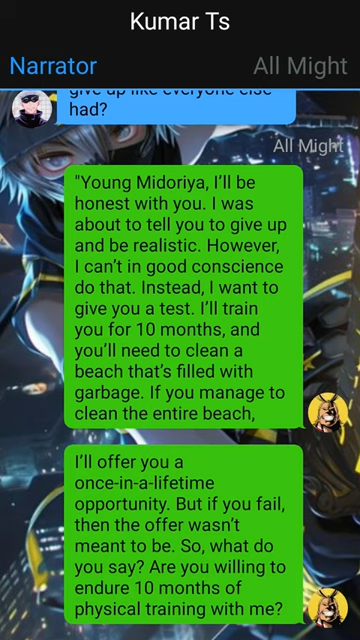 Kumar Ts
Narrator
All Might
give up like everyone else
had?
All Might
"Young Midoriya, I'll be
honest with you. I was
about to tell you to give up
and be realistic. However,
I can't in good conscience
do that. Instead, I want to
give you a test. I'll train
you for 10 months, and
you'll need to clean a
beach that's filled with
garbage. If you manage to
clean the entire beach,
I'll offer you a
once-in-a-lifetime
opportunity. But if you fail,
then the offer wasn't
meant to be. So, what do
you say? Are you willing to
endure 10 months of
physical training with me?